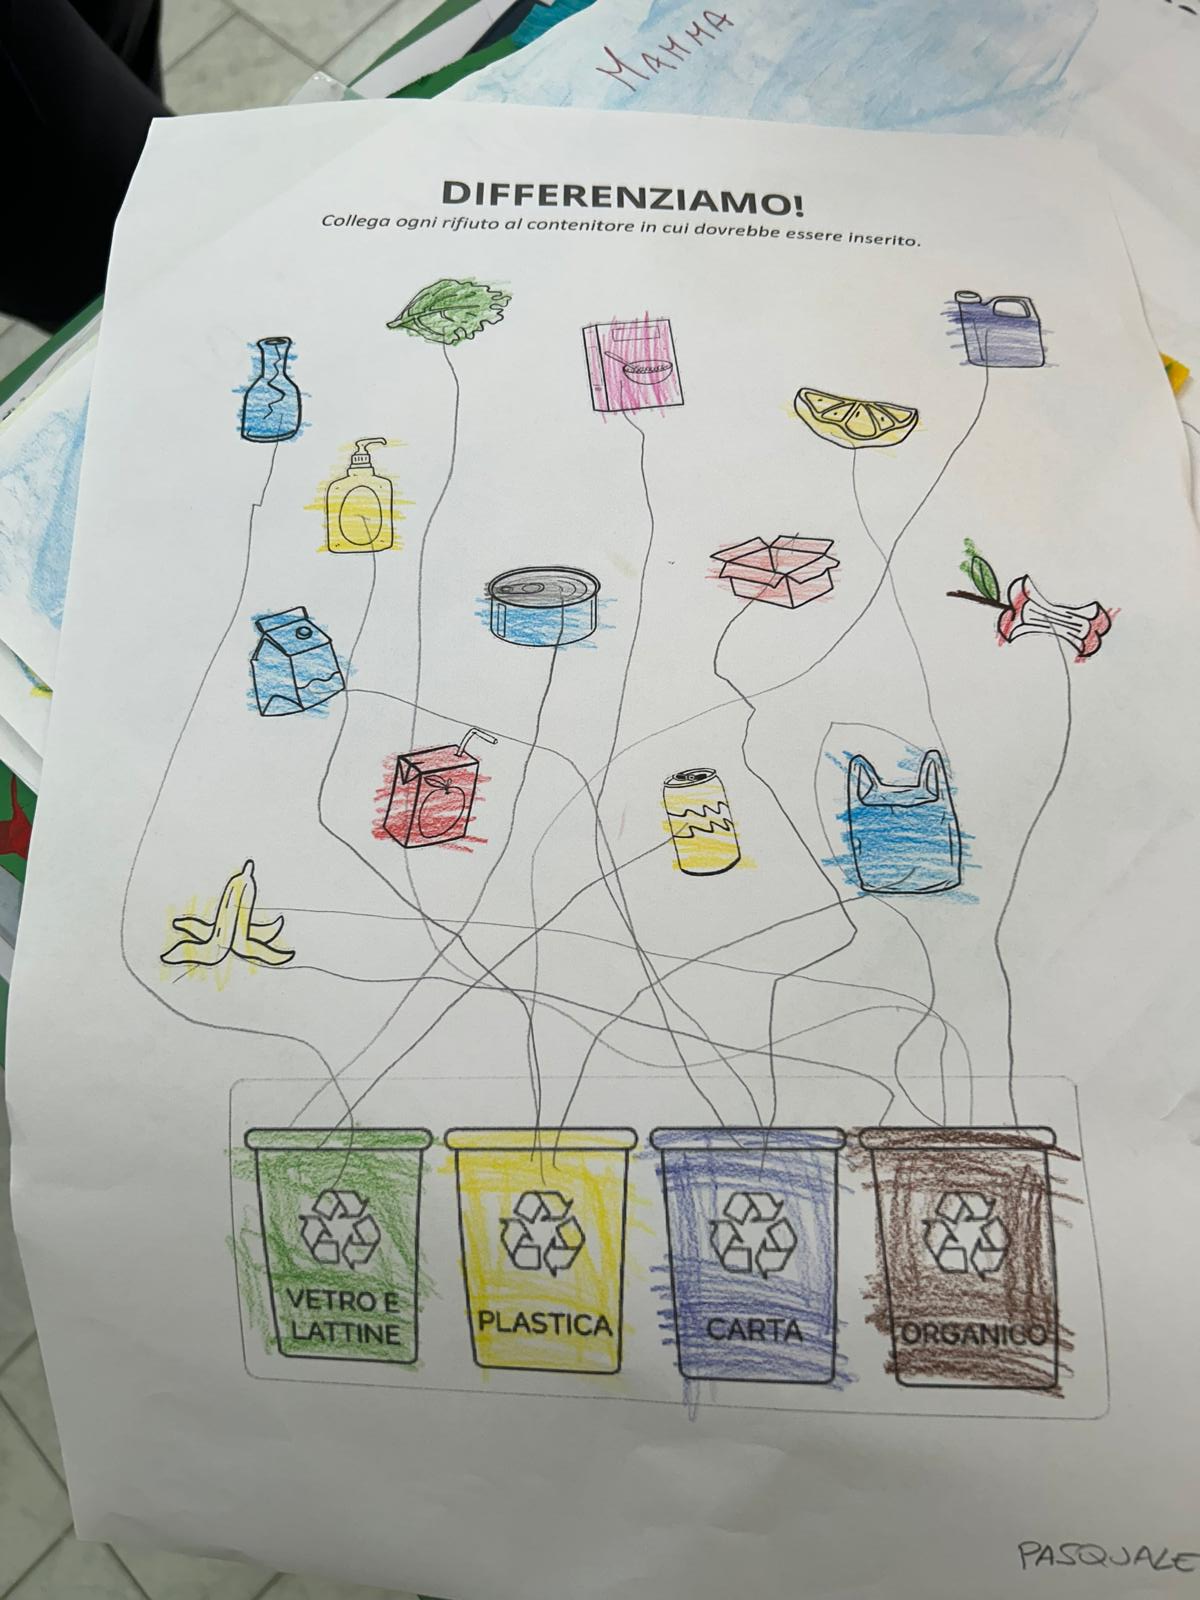 MAMMA
DIFFERENZIAMO!
Collega ogni rifiuto al contenitore in cui dovrebbe essere inserito.
VETRO E
LATTINE
PLASTICA
CARTA
ORGANICO
PASQUALE